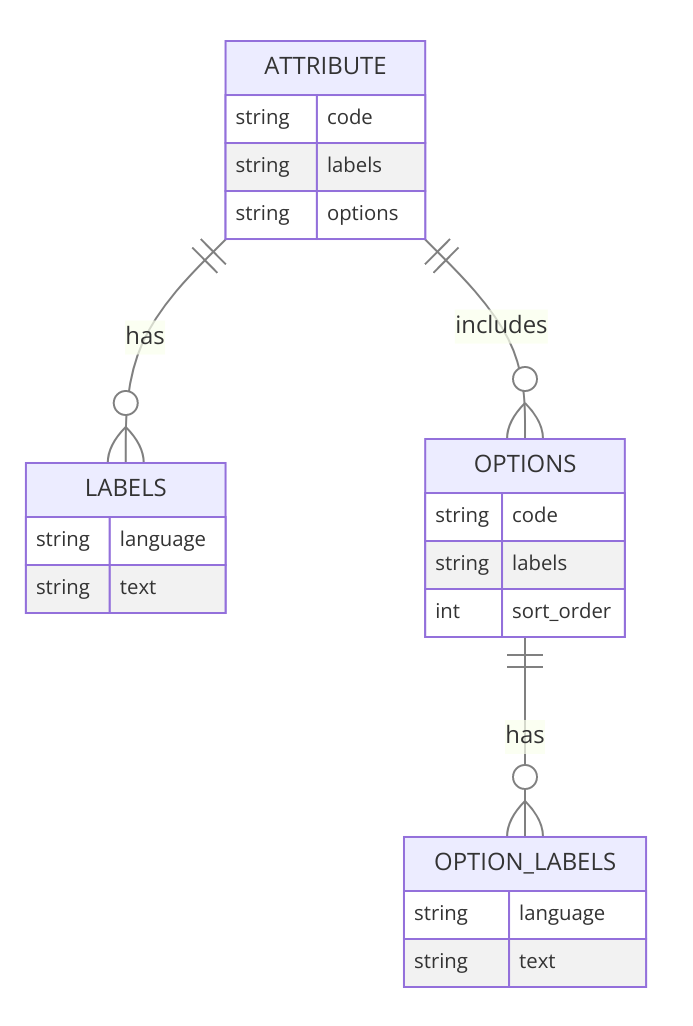 ATTRIBUTE
string code
string labels
string options
has
includes
LABELS
string language
string text
OPTIONS
string code
string labels
int sort_order
has
OPTION_LABELS
string language
string text